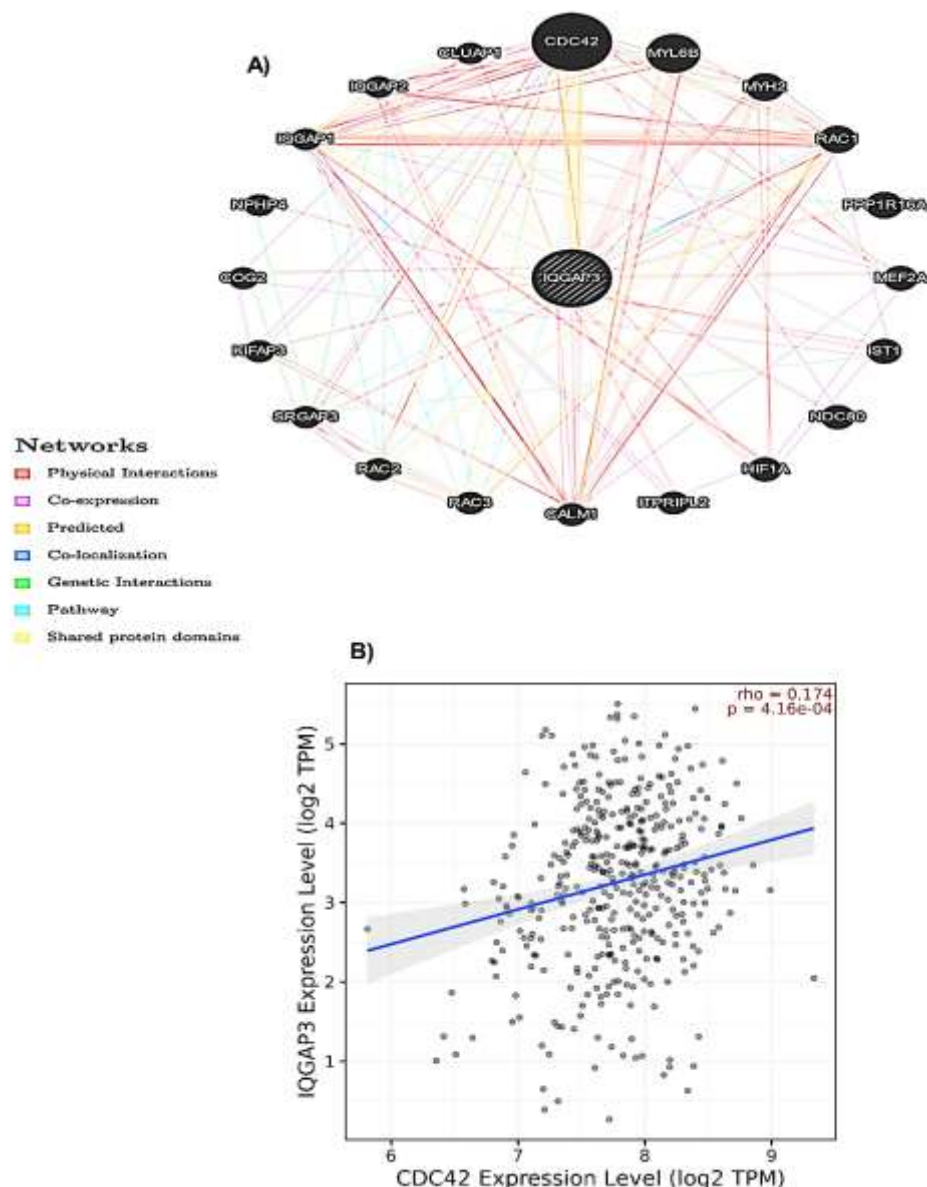 A)
CDC42
CLUAP1
MYL6B
IQGAP2
MYH2
IQGAP1
RAC1
NPHP4
PPP1R16A
IQGAP3
COG2
MEF2A
KIFAP3
IST1
SRGAP3
NDC80
RAC2
HIF1A
RAC3
CALM1
ITPRIPL2
Networks
Physical Interactions
Co-expression
Predicted
Co-localization
Genetic Interactions
Pathway
Shared protein domains
B)
rho = 0.174
p = 4.16e-04
IQGAP3 Expression Level (log2 TPM)
5
4
3
2
1
6 7 8 9
CDC42 Expression Level (log2 TPM)